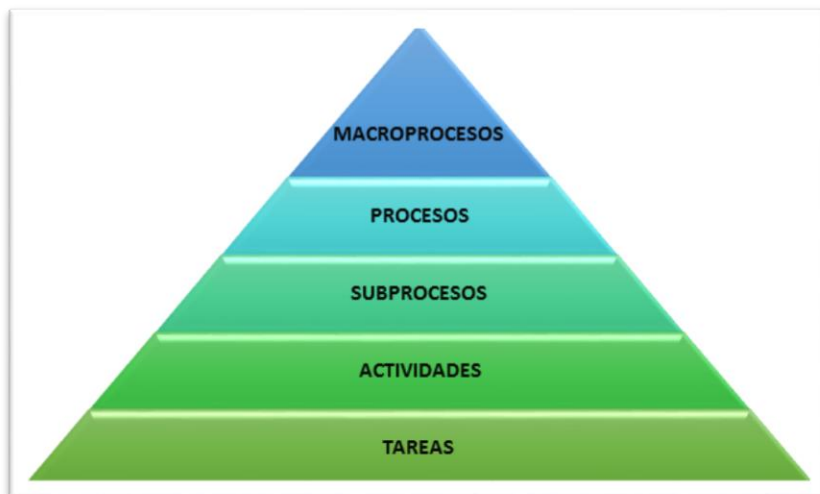 MACROPROCESOS
PROCESOS
SUBPROCESOS
ACTIVIDADES
TAREAS